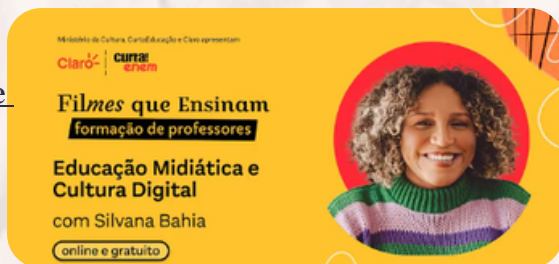 Ministério da Cultura, CurtaEducação e Claro apresentam
Claro
curta!
enem
e
Filmes que Ensinam
formação de professores
Educação Midiática e
Cultura Digital
com Silvana Bahia
online e gratuito